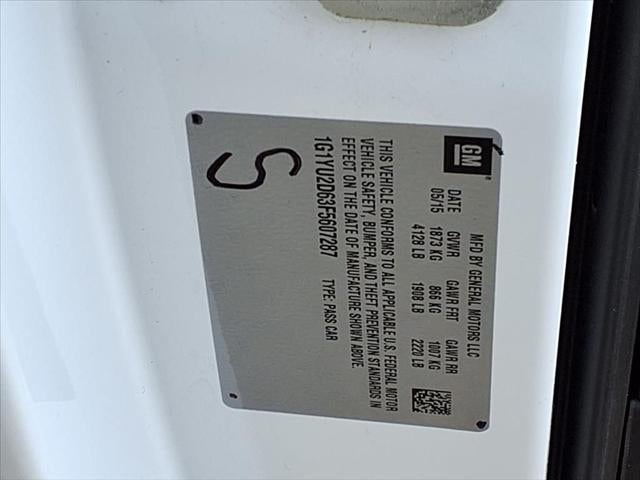 GM
MFD BY GENERAL MOTORS LLC
DATE GVWR GAWR FRT GAWR RR
05/15 1873 KG 866 KG 1007 KG
4128 LB 1908 LB 2220 LB
THIS VEHICLE CONFORMS TO ALL APPLICABLE U.S. FEDERAL MOTOR
VEHICLE SAFETY, BUMPER, AND THEFT PREVENTION STANDARDS IN
EFFECT ON THE DATE OF MANUFACTURE SHOWN ABOVE.
1G1YU2D63F5607287 TYPE: PASS CAR
S